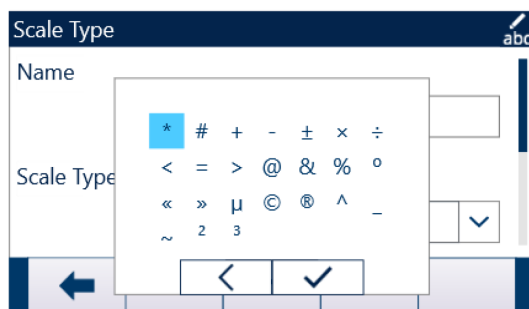 Scale Type
abc
Name
* # + - ± × ÷
< = > @ & % º
Scale Type
« » µ © ® ^ _
~ ² ³